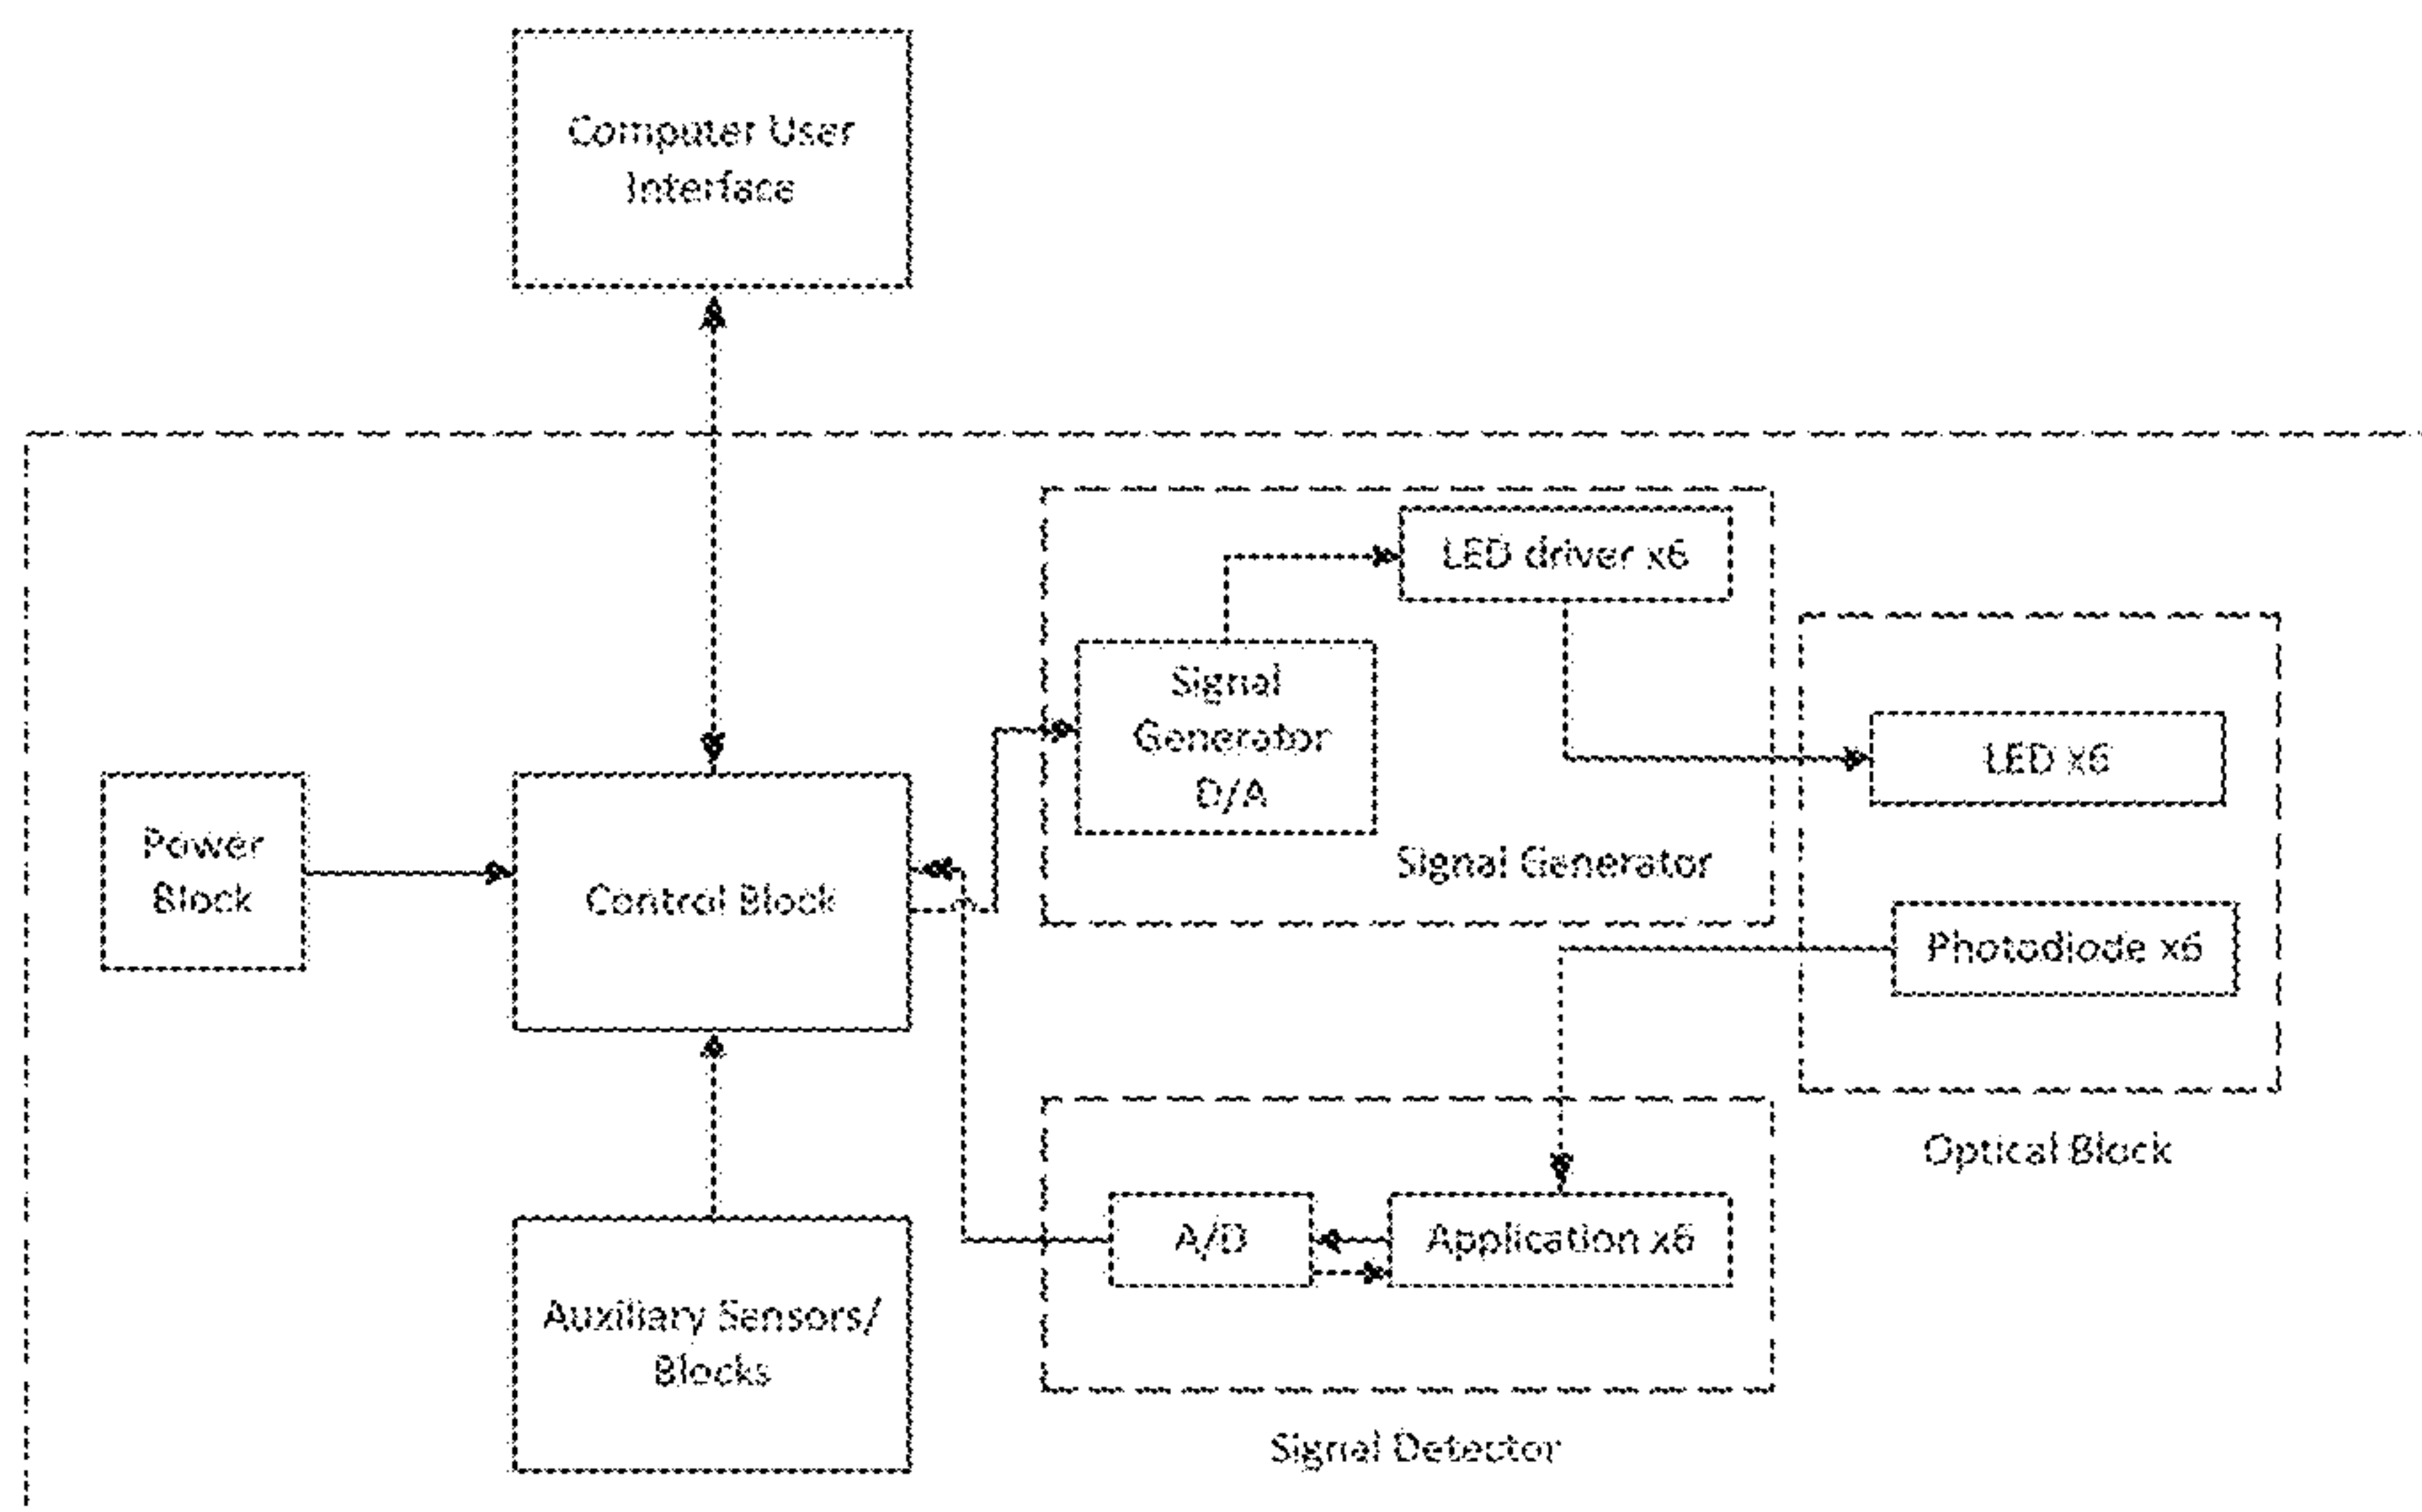 Computer User
Interface
LED driver x6
Signal
Generator
D/A
LED x6
Power
Block
Control Block
Signal Generator
Photodiode x6
Optical Block
A/D
Application x6
Auxiliary Sensors/
Blocks
Signal Detector